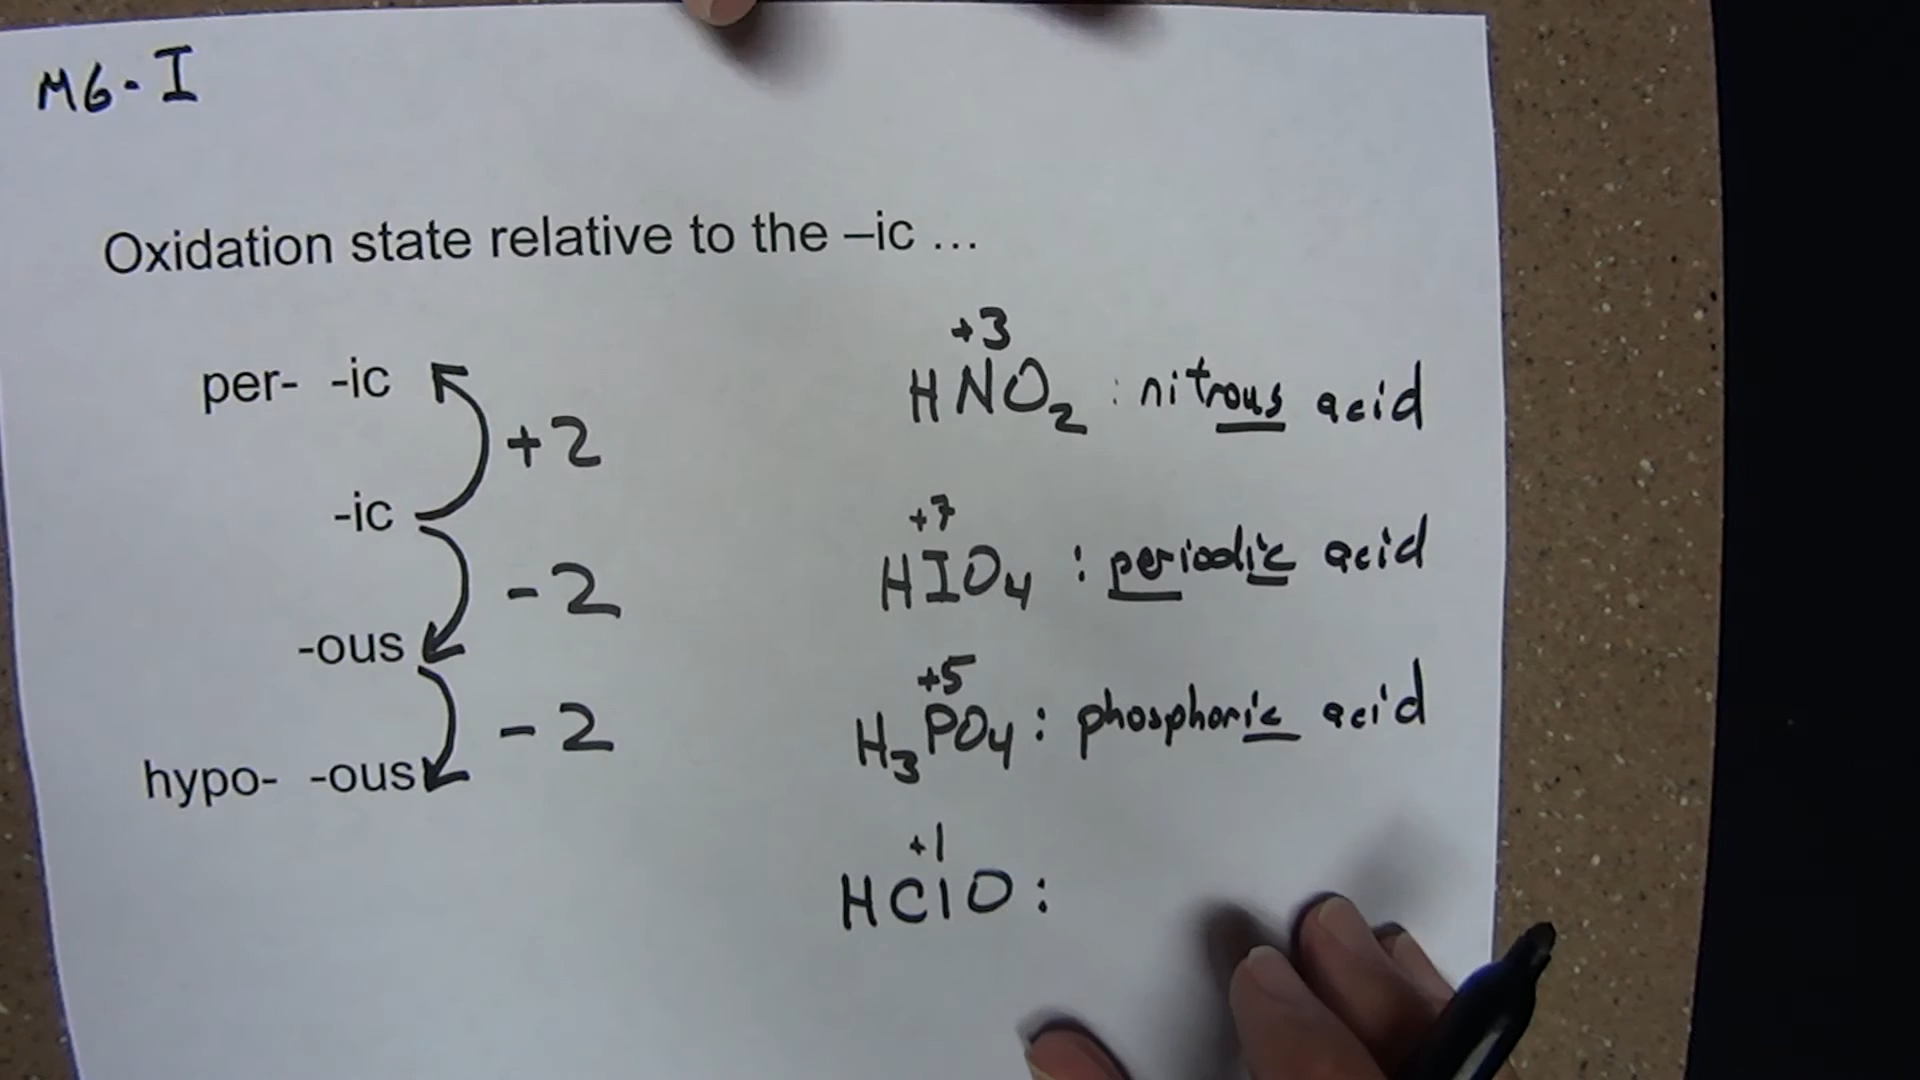 M6-I
Oxidation state relative to the –ic ...
per- -ic
+2
-ic
-2
-ous
-2
hypo- -ous
+3
HNO2 : nitrous acid
+7
HIO4 : periodic acid
+5
H3PO4 : phosphoric acid
+1
HClO :